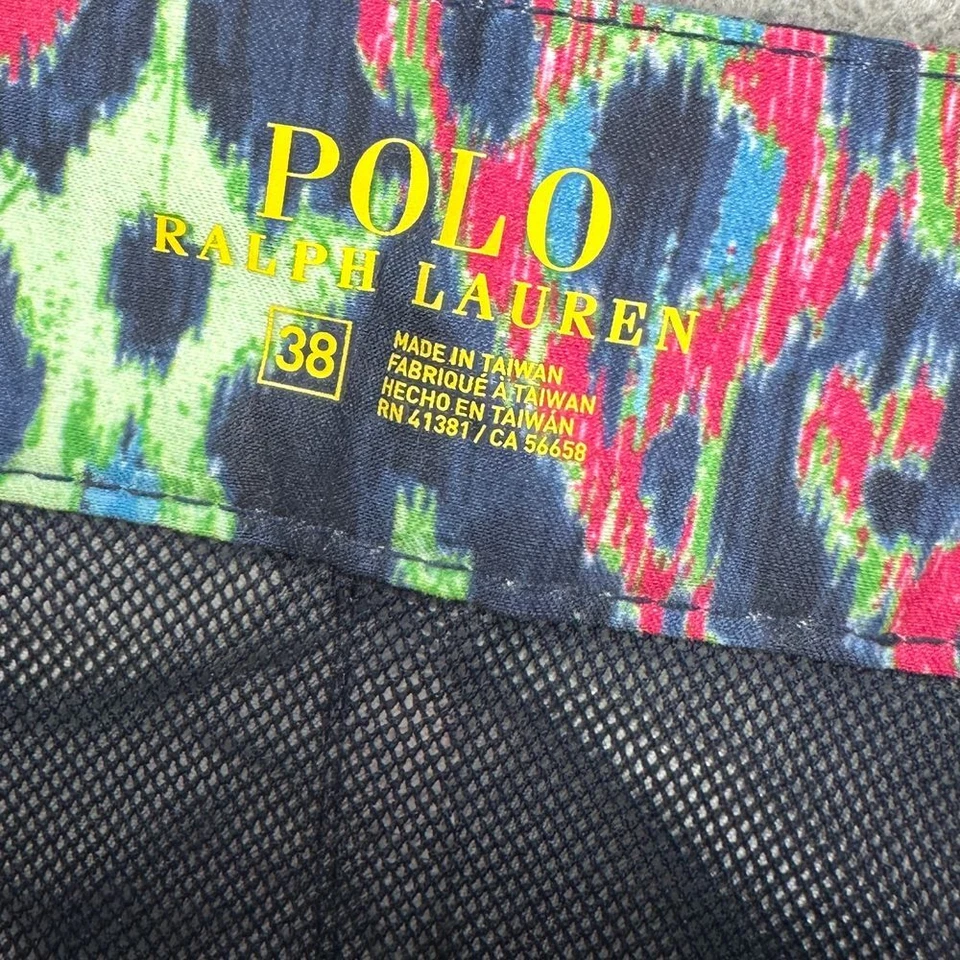 POLO
RALPH LAUREN
38
MADE IN TAIWAN
FABRIQUÉ À TAIWAN
HECHO EN TAIWÁN
RN 41381 / CA 56658